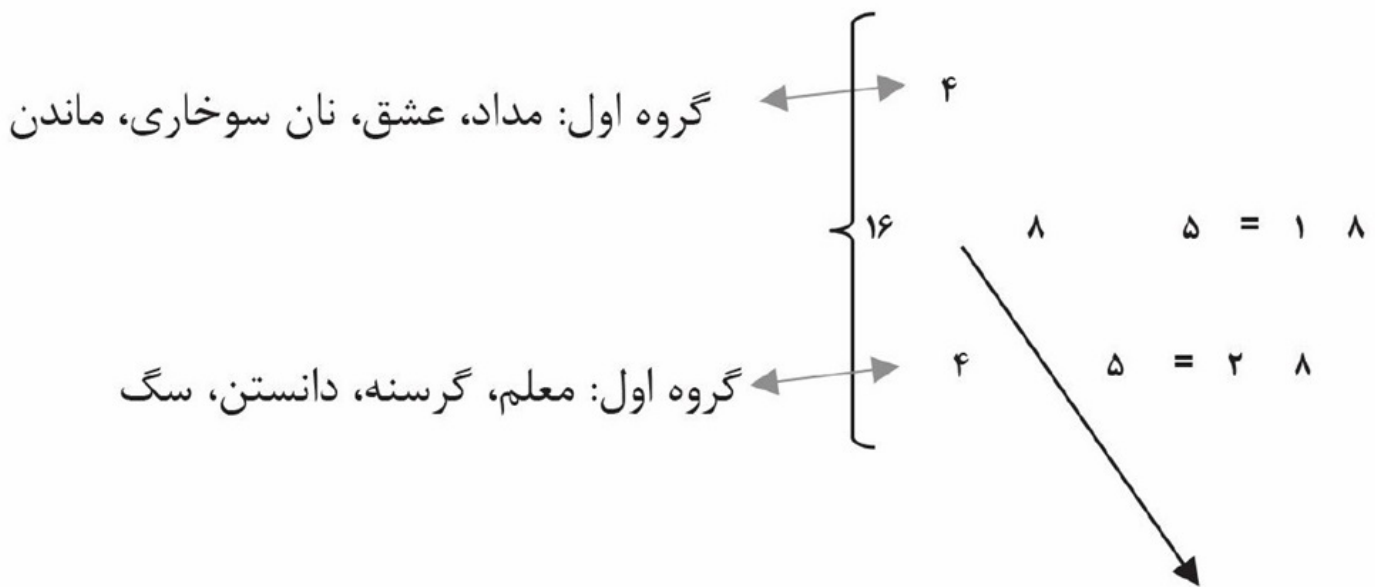 ۴
گروه اول: مداد، عشق، نان سوخاری، ماندن
۱۶ ۸ ۵ = ۱ ۸
۴ ۵ = ۲ ۸
گروه اول: معلم، گرسنه، دانستن، سگ